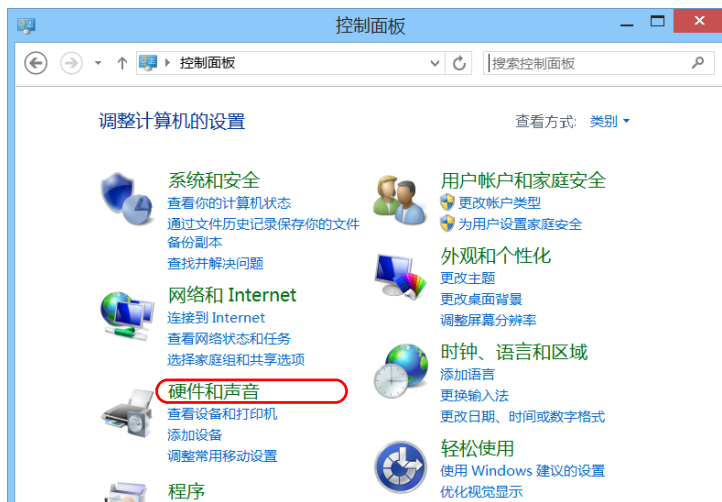 控制面板
控制面板
搜索控制面板
调整计算机的设置
查看方式: 类别
系统和安全
查看你的计算机状态
通过文件历史记录保存你的文件
备份副本
查找并解决问题
网络和 Internet
连接到 Internet
查看网络状态和任务
选择家庭组和共享选项
硬件和声音
查看设备和打印机
添加设备
调整常用移动设置
程序
用户帐户和家庭安全
更改帐户类型
为用户设置家庭安全
外观和个性化
更改主题
更改桌面背景
调整屏幕分辨率
时钟、语言和区域
添加语言
更换输入法
更改日期、时间或数字格式
轻松使用
使用 Windows 建议的设置
优化视觉显示